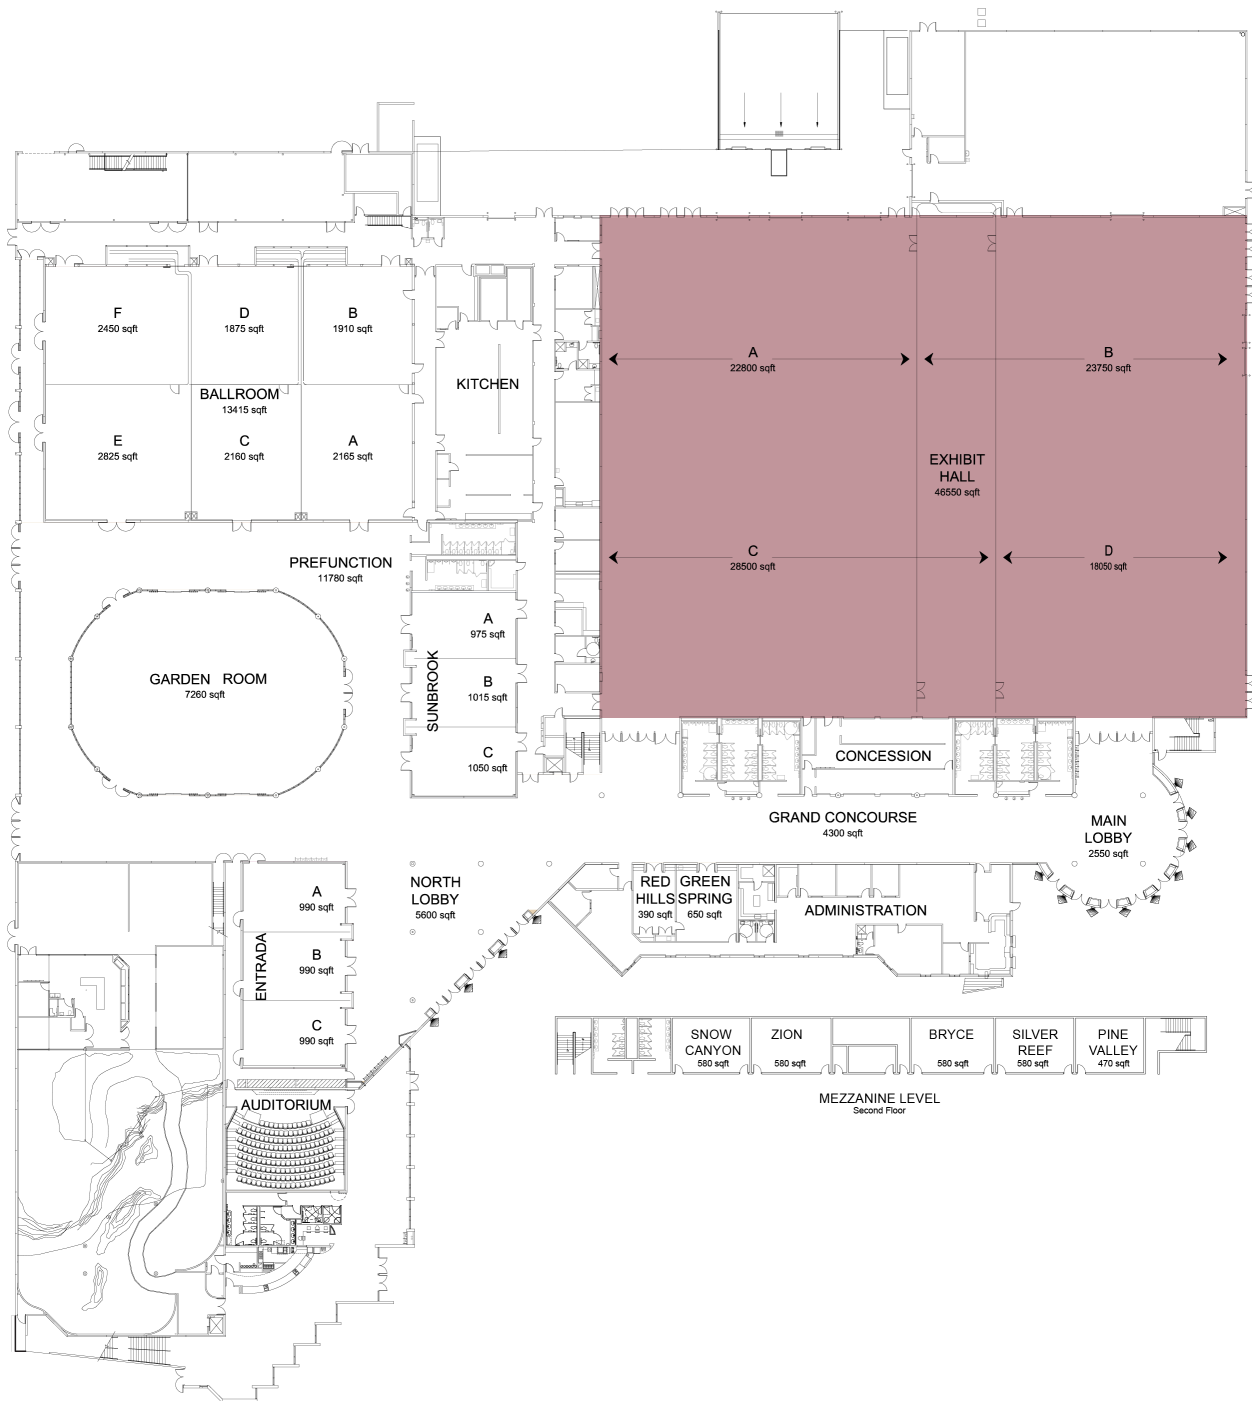 F
2450 sqft
D
1875 sqft
B
1910 sqft
BALLROOM
13415 sqft
E
2825 sqft
C
2160 sqft
A
2165 sqft
KITCHEN
A
22800 sqft
B
23750 sqft
EXHIBIT
HALL
46550 sqft
C
28500 sqft
D
18050 sqft
PREFUNCTION
11780 sqft
GARDEN ROOM
7260 sqft
SUNBROOK
A
975 sqft
B
1015 sqft
C
1050 sqft
CONCESSION
GRAND CONCOURSE
4300 sqft
MAIN
LOBBY
2550 sqft
NORTH
LOBBY
5600 sqft
RED
HILLS
390 sqft
GREEN
SPRING
650 sqft
ADMINISTRATION
ENTRADA
A
990 sqft
B
990 sqft
C
990 sqft
AUDITORIUM
SNOW
CANYON
580 sqft
ZION
580 sqft
BRYCE
580 sqft
SILVER
REEF
580 sqft
PINE
VALLEY
470 sqft
MEZZANINE LEVEL
Second Floor